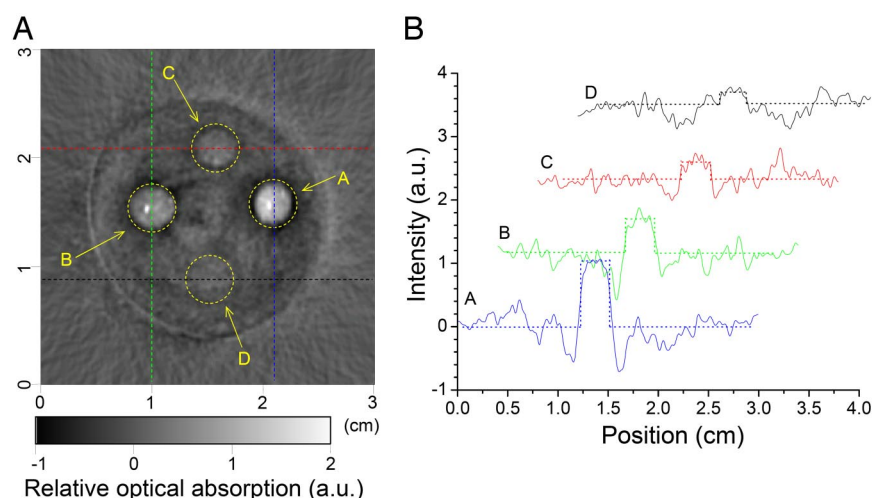 A
3
2
1
0
C
A
B
D
0
1
2
3
(cm)
-1
0
1
2
Relative optical absorption (a.u.)
B
Intensity (a.u.)
4
3
2
1
0
-1
D
C
B
A
0.0
0.5
1.0
1.5
2.0
2.5
3.0
3.5
4.0
Position (cm)